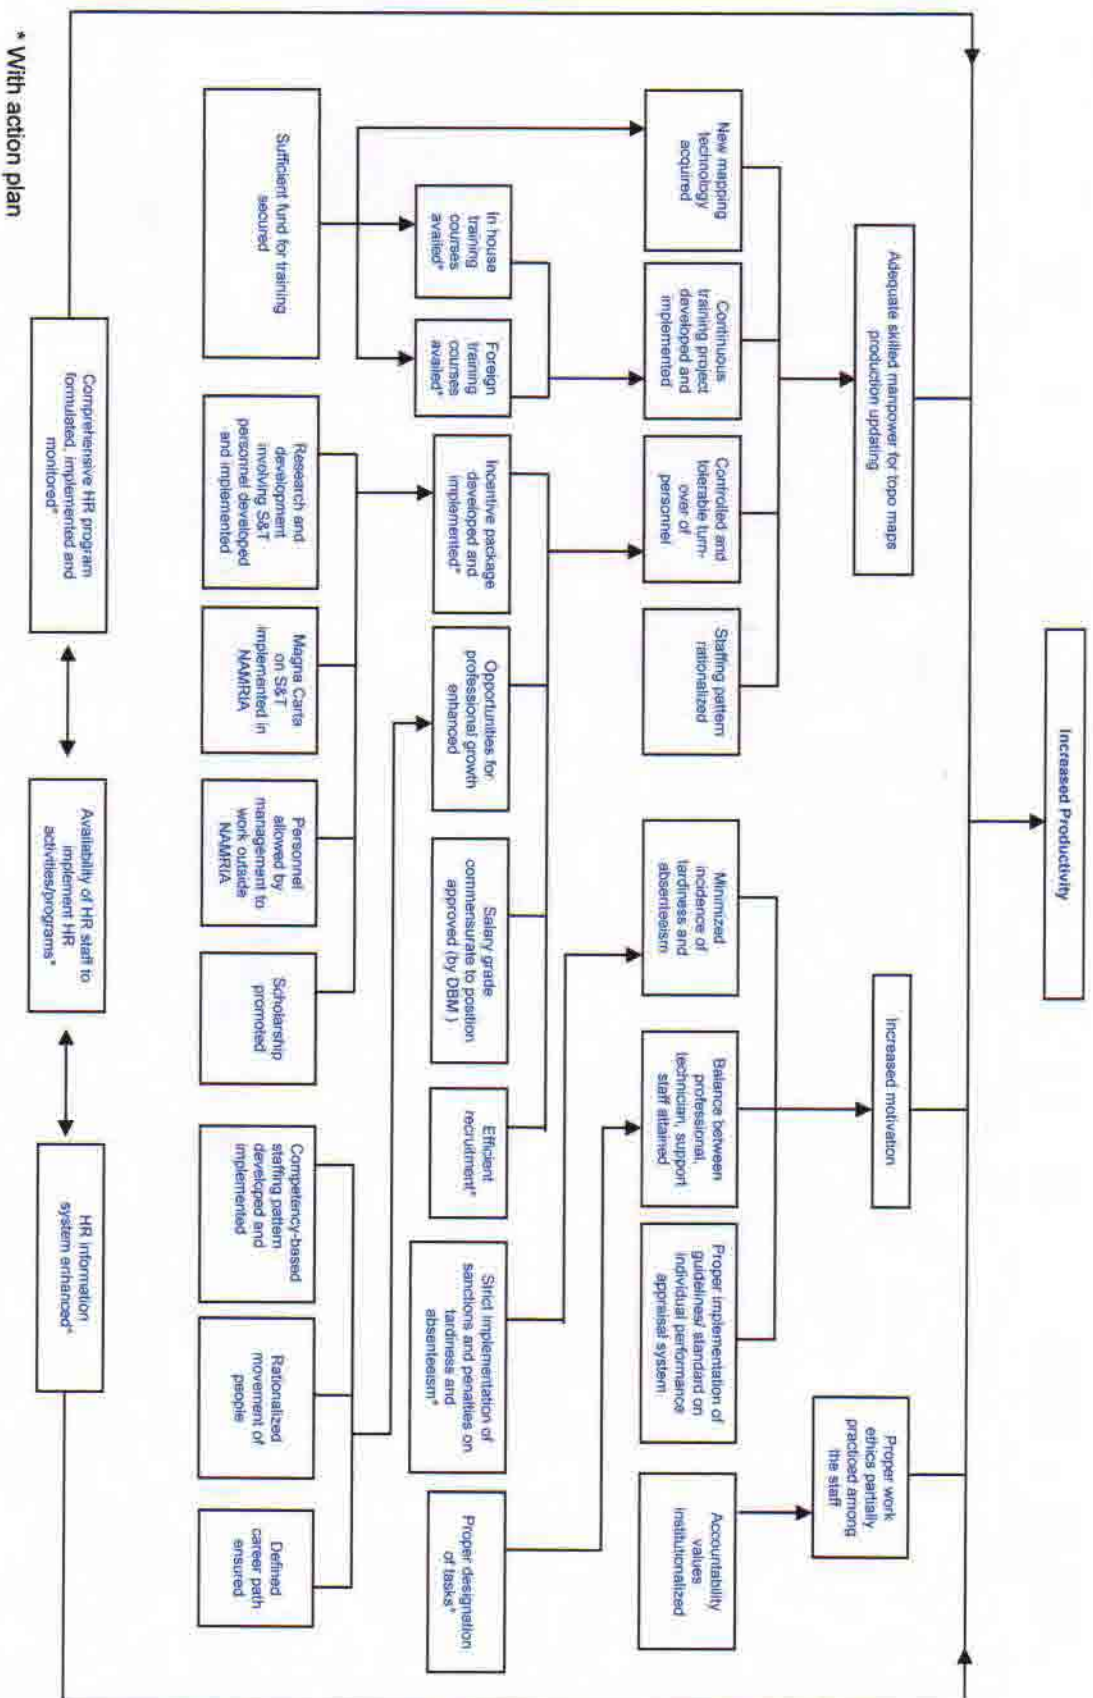 Increased Productivity
Adequate skilled manpower for topo maps
production updating
Increased motivation
Proper work
ethics partially
practiced among
the staff
New mapping
technology
acquired
Continuous
training project
developed and
implemented
Controlled and
tolerable turn-
over of
personnel
Staffing pattern
rationalized
Minimized
incidence of
tardiness and
absenteeism
Balance between
professional,
technician, support
staff attained
Proper implementation of
guidelines/ standard on
individual performance
appraisal system
Accountability
values
institutionalized
In house
training
courses
availed*
Foreign
training
courses
availed*
Incentive package
developed and
implemented*
Opportunities for
professional growth
enhanced
Salary grade
commensurate to position
approved (by DBM )
Efficient
recruitment*
Strict implementation of
sanctions and penalties on
tardiness and
absenteeism*
Proper designation
of tasks*
Sufficient fund for training
secured
Research and
development
involving S&T
personnel developed
and implemented
Magna Carta
on S&T
implemented in
NAMRIA
Personnel
allowed by
management to
work outside
NAMRIA
Scholarship
promoted
Competency-based
staffing pattern
developed and
implemented
Rationalized
movement of
people
Defined
career path
ensured
Comprehensive HR program
formulated, implemented and
monitored*
Availability of HR staff to
implement HR
activities/programs*
HR information
system enhanced*
* With action plan